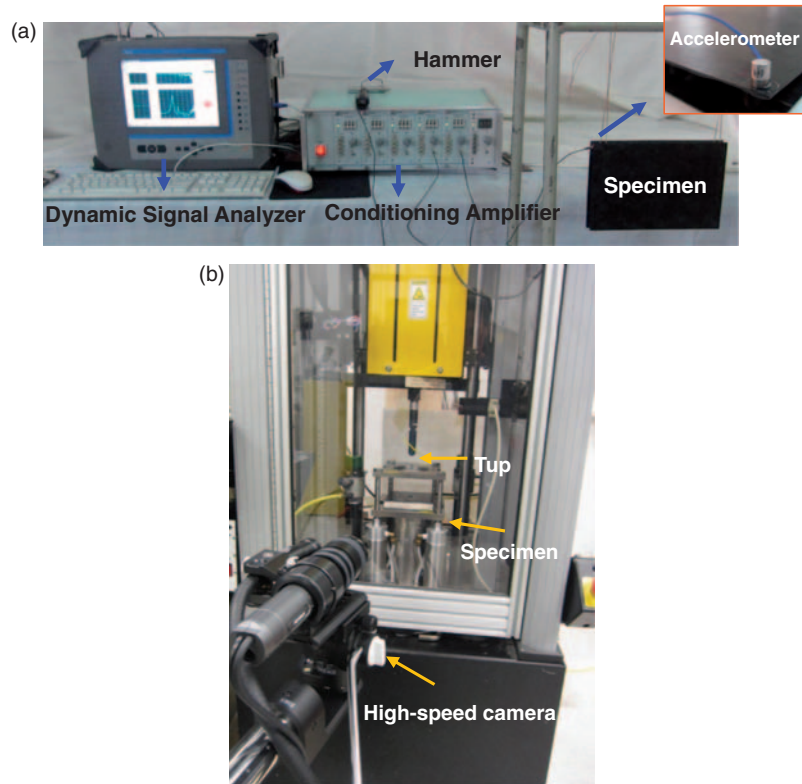 (a)
Accelerometer
Hammer
Specimen
Dynamic Signal Analyzer
Conditioning Amplifier
(b)
Tup
Specimen
High-speed camera